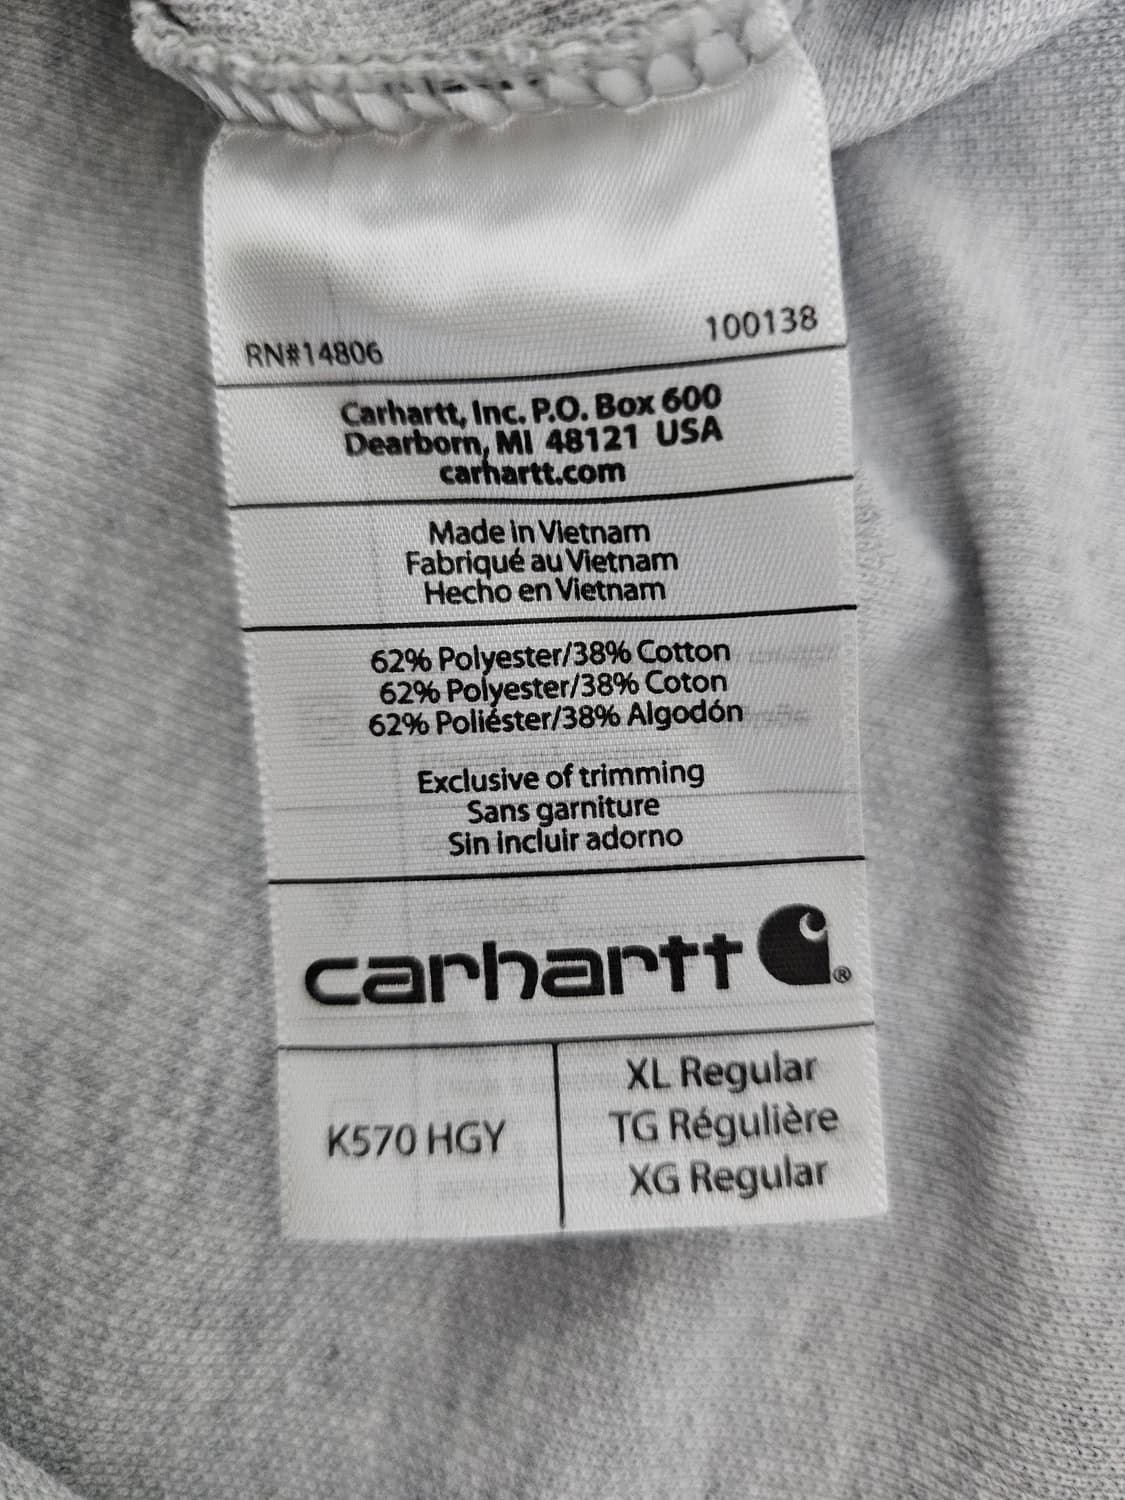 RN#14806 100138
Carhartt, Inc. P.O. Box 600
Dearborn, MI 48121 USA
carhartt.com
Made in Vietnam
Fabriqué au Vietnam
Hecho en Vietnam
62% Polyester/38% Cotton
62% Polyester/38% Coton
62% Poliéster/38% Algodón
Exclusive of trimming
Sans garniture
Sin incluir adorno
carhartt ®
K570 HGY
XL Regular
TG Régulière
XG Regular